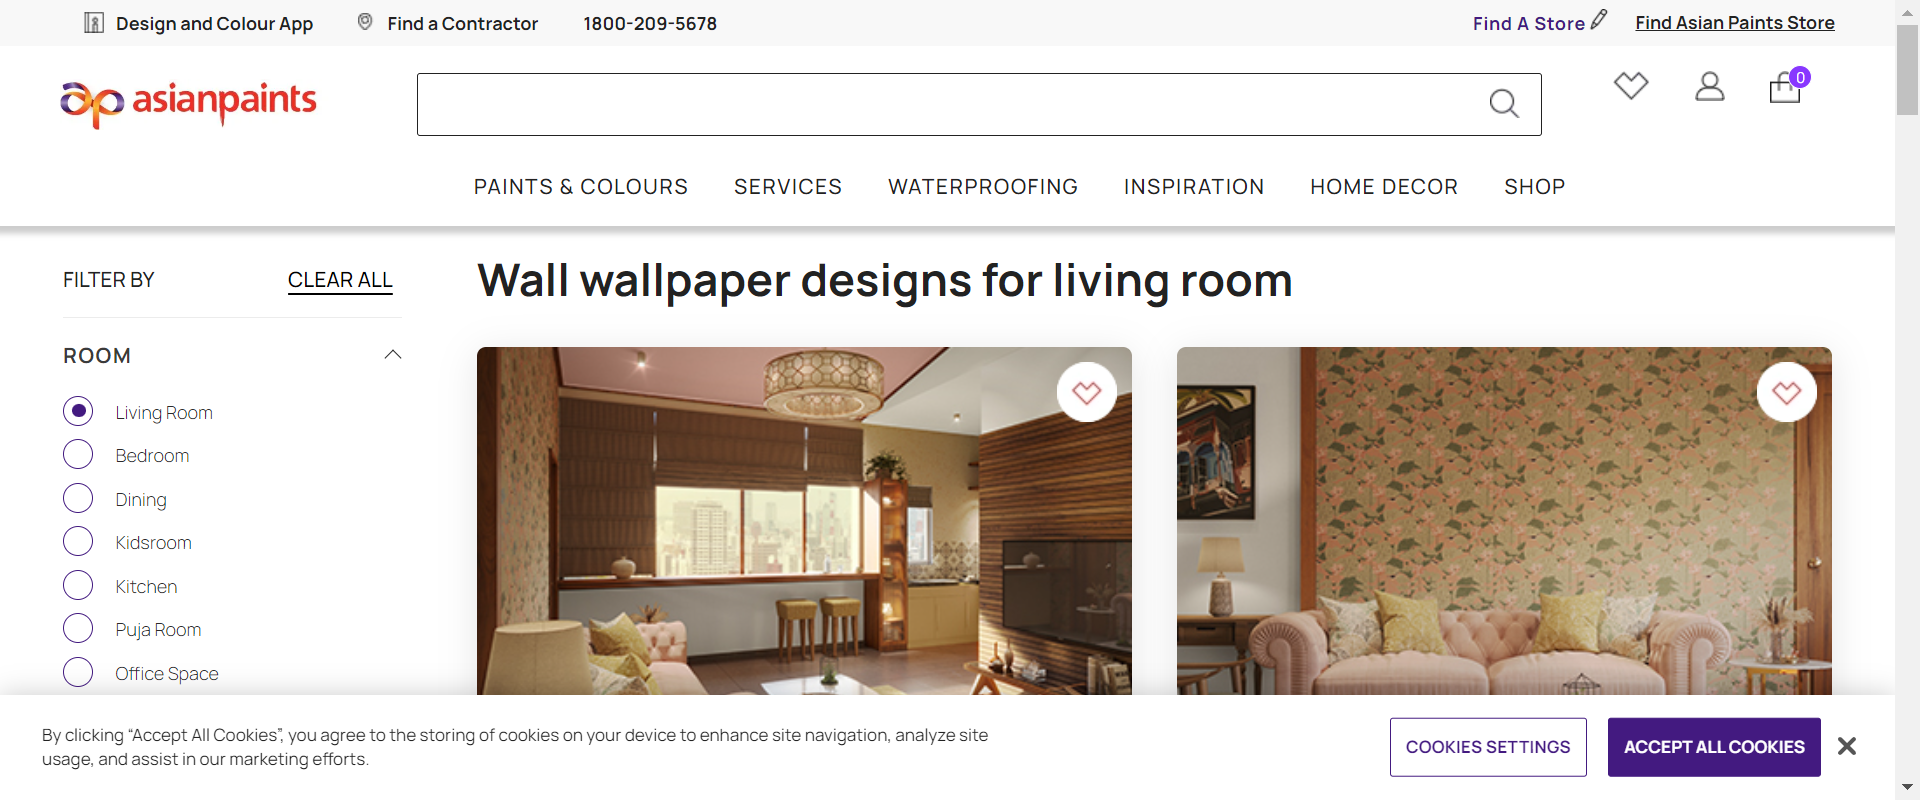 Design and Colour App
Find a Contractor
1800-209-5678
Find A Store
Find Asian Paints Store
ap asianpaints
0
PAINTS & COLOURS
SERVICES
WATERPROOFING
INSPIRATION
HOME DECOR
SHOP
FILTER BY
CLEAR ALL
Wall wallpaper designs for living room
ROOM
Living Room
Bedroom
Dining
Kidsroom
Kitchen
Puja Room
Office Space
By clicking “Accept All Cookies”, you agree to the storing of cookies on your device to enhance site navigation, analyze site
usage, and assist in our marketing efforts.
COOKIES SETTINGS
ACCEPT ALL COOKIES